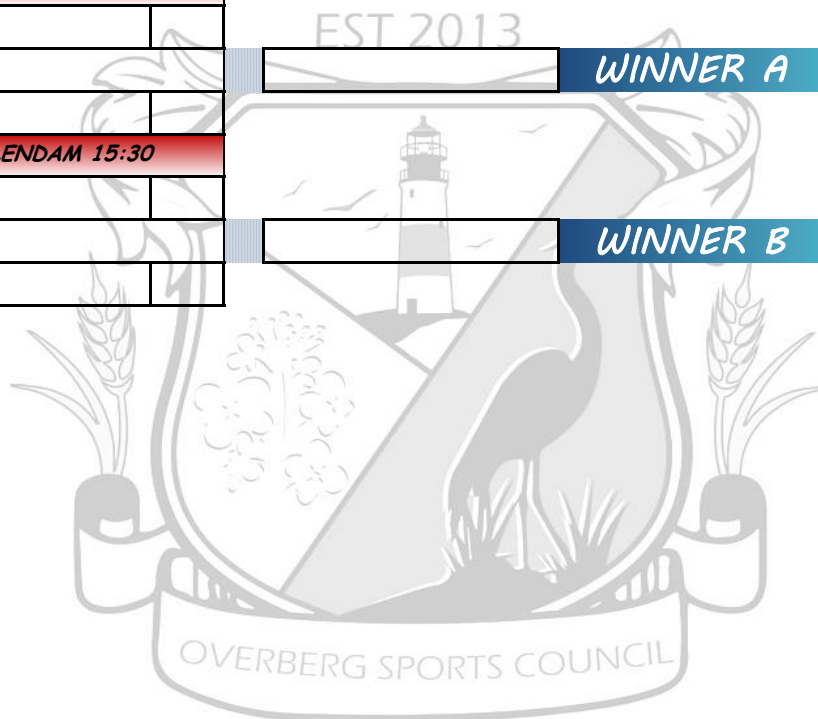 EST 2013
WINNER A
ENDAM 15:30
WINNER B
OVERBERG SPORTS COUNCIL